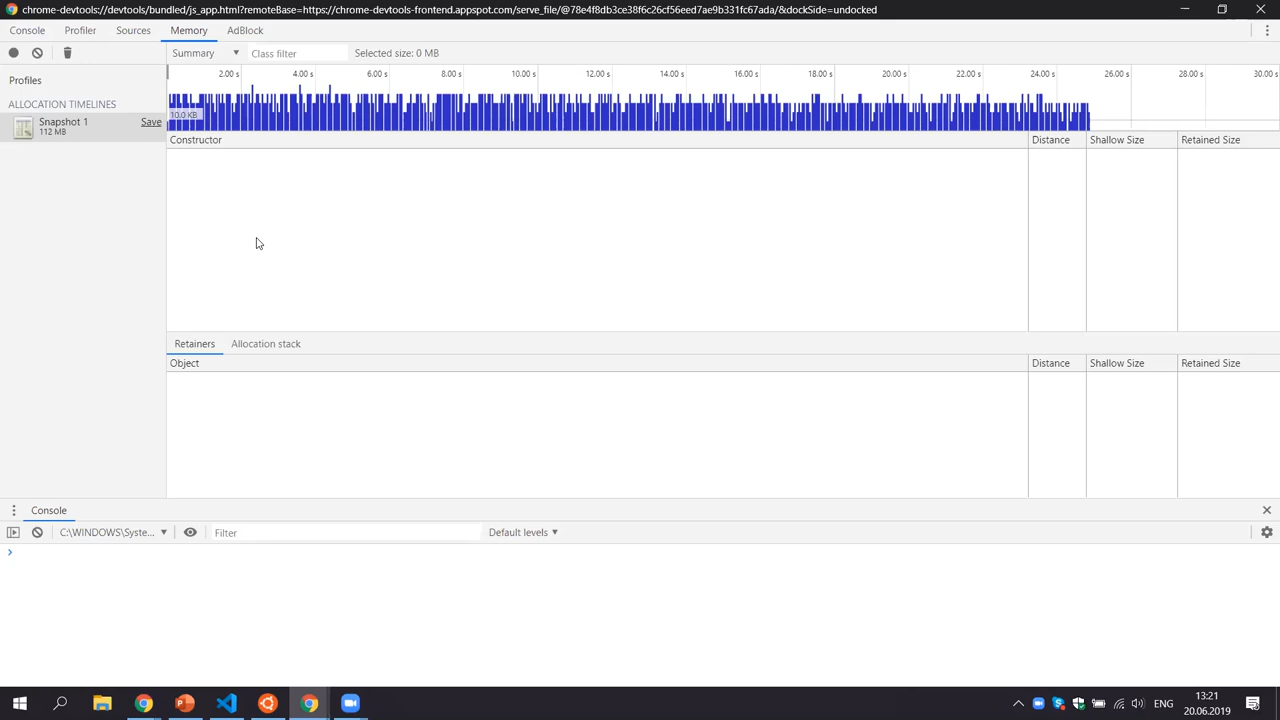 chrome-devtools://devtools/bundled/js_app.html?remoteBase=https://chrome-devtools-frontend.appspot.com/serve_file/@78e4f8db3ce38f6c26cf56eed7ae9b331fc67ada/&dockSide=undocked
Console Profiler Sources Memory AdBlock
Summary Class filter Selected size: 0 MB
Profiles
2.00 s 4.00 s 6.00 s 8.00 s 10.00 s 12.00 s 14.00 s 16.00 s 18.00 s 20.00 s 22.00 s 24.00 s 26.00 s 28.00 s 30.00 s
ALLOCATION TIMELINES
10.0 KB
Snapshot 1 Save
112 MB
Constructor Distance Shallow Size Retained Size
Retainers Allocation stack
Object Distance Shallow Size Retained Size
Console
C:\WINDOWS\Syste... Filter Default levels
ENG
13:21
20.06.2019